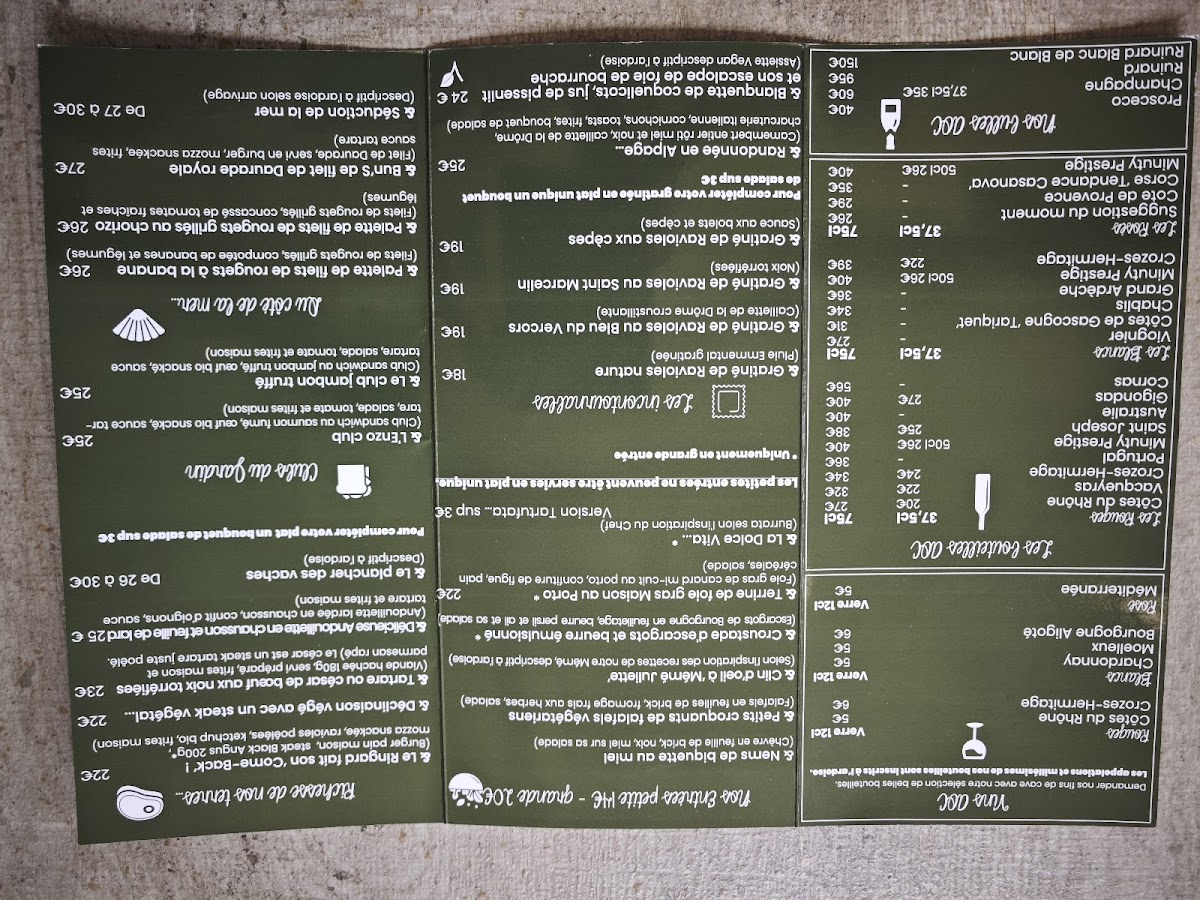 Vins AOC
Demander nos fins de cave avec notre sélection de belles bouteilles.
Les appelations et millésimes de nos bouteilles sont inscrits à l'ardoise.
Rouges Verre 12cl
Côtes du Rhône 5€
Crozes-Hermitage 6€
Blancs Verre 12cl
Chardonnay 5€
Moelleux 5€
Bourgogne Aligoté 6€
Rosé Verre 12cl
Méditerrnée 5€
Les bouteilles AOC
Les Rouges 37,5cl 75cl
Côtes du Rhône 20€ 27€
Vacqueyras 22€ 32€
Crozes-Hermitage 24€ 34€
Portugal - 36€
Minuty Prestige 50cl 26€ 40€
Saint Joseph 25€ 38€
Australie - 40€
Gigondas 27€ 40€
Cornas - 56€
Les Blancs 37,5cl 75cl
Viognier - 27€
Côtes de Gascogne 'Tariquet' - 31€
Chablis - 34€
Grand Ardèche - 36€
Minuty Prestige 50cl 26€ 40€
Crozes-Hermitage 22€ 39€
Les Rosés 37,5cl 75cl
Suggestion du moment - 26€
Cote de Provence - 29€
Corse 'Tendance Casanova' - 35€
Minuty Prestige 50cl 26€ 40€
Nos bulles AOC
Prosceco 40€
Champagne 37,5cl 35€ 60€
Ruinard 95€
Ruinard Blanc de Blanc 150€
Nos Entrées petite 14€ - grande 20€
& Nems de biquette au miel
(Chèvre en feuille de brick, noix, miel sur sa salade)
& Petits croquants de falafels végétariens
(Falafels en feuilles de brick, fromage frais aux herbes, salade)
& Clin d'oeil à Mémé Juliette'
(Selon l'inspiration des recettes de notre Mémé, descriptif à l'ardoise)
& Croustade d'escargots et beurre émulsionné *
(Escargots de Bourgogne en feuilletage, beurre persil et ail et sa salade)
& Terrine de foie gras Maison au Porto * 22€
(Foie gras de canard mi-cuit au porto, confiture de figue, pain
céréales, salade)
& La Dolce Vita... *
(Burrata selon l'inspiration du Chef)
Version Tartufata... sup 3€
Les petites entrées ne peuvent être servies en plat unique.
* Uniquement en grande entrée
Les incontournables
& Gratiné de Ravioles nature 18€
(Pluie Emmental gratinée)
& Gratiné de Ravioles au Bleu du Vercors 19€
(Caillette de la Drôme croustillante)
& Gratiné de Ravioles au Saint Marcelin 19€
(Noix torréfiées)
& Gratiné de Ravioles aux cèpes 19€
(Sauce aux bolets et cèpes)
Pour compléter votre gratinée en plat unique un bouquet
de salade sup 3€
& Randonnée en Alpage... 25€
(Camembert entier rôti miel et noix, caillette de la Drôme,
charcuterie italienne, cornichons, toasts, frites, bouquet de salade)
& Blanquette de coquelicots, jus de pissenlit 24 €
et son escalope de foie de bourrache
(Assiette Vegan descriptif à l'ardoise)
Richesse de nos terres...
& Le Ringard fait son 'Come-Back' ! 22€
(Burger pain maison, steak Black Angus 200g*,
mozza snackée, ravioles poêlées, ketchup bio, frites maison)
& Déclinaison végé avec un steak végétal... 22€
& Tartare ou césar de bœuf aux noix torréfiées 23€
(Viande hachée 180g, servi préparé, frites maison et
parmesan râpé) Le césar est un steak tartare juste poêlé.
& Délicieuse Andouillette en chausson et feuille de lard 25 €
(Andouillette lardée en chausson, confit d'oignons, sauce
tartare et frites maison)
& Le plancher des vaches De 26 à 30€
(Descriptif à l'ardoise)
Pour compléter votre plat un bouquet de salade sup 3€
Clubs du Jardin
& L'Enzo club 25€
(Club sandwich au saumon fumé, œuf bio snacké, sauce tar-
tare, salade, tomate et frites maison)
& Le club jambon truffé 25€
(Club sandwich au jambon truffé, œuf bio snacké, sauce
tartare, salade, tomate et frites maison)
Du côté de la mer...
& Palette de filets de rougets à la banane 26€
(Filets de rougets grillés, compotée de bananes et légumes)
& Palette de filets de rougets grillés au chorizo 26€
(Filets de rougets grillés, concassé de tomates fraîches et
légumes)
& Bun'S de filet de Dourade royale 27€
(Filet de Dourade, servi en burger, mozza snackée, frites
sauce tartare)
& Séduction de la mer De 27 à 30€
(Descriptif à l'ardoise selon arrivage)